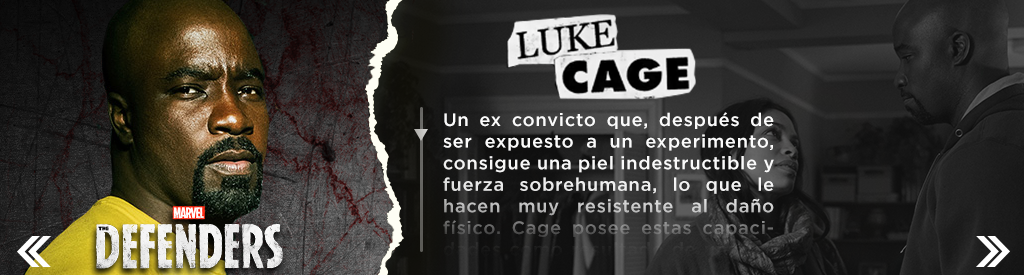 LUKE
CAGE
Un ex convicto que, después de
ser expuesto a un experimento,
consigue una piel indestructible y
fuerza sobrehumana, lo que le
hacen muy resistente al daño
físico. Cage posee estas capaci-
MARVEL
THE
DEFENDERS